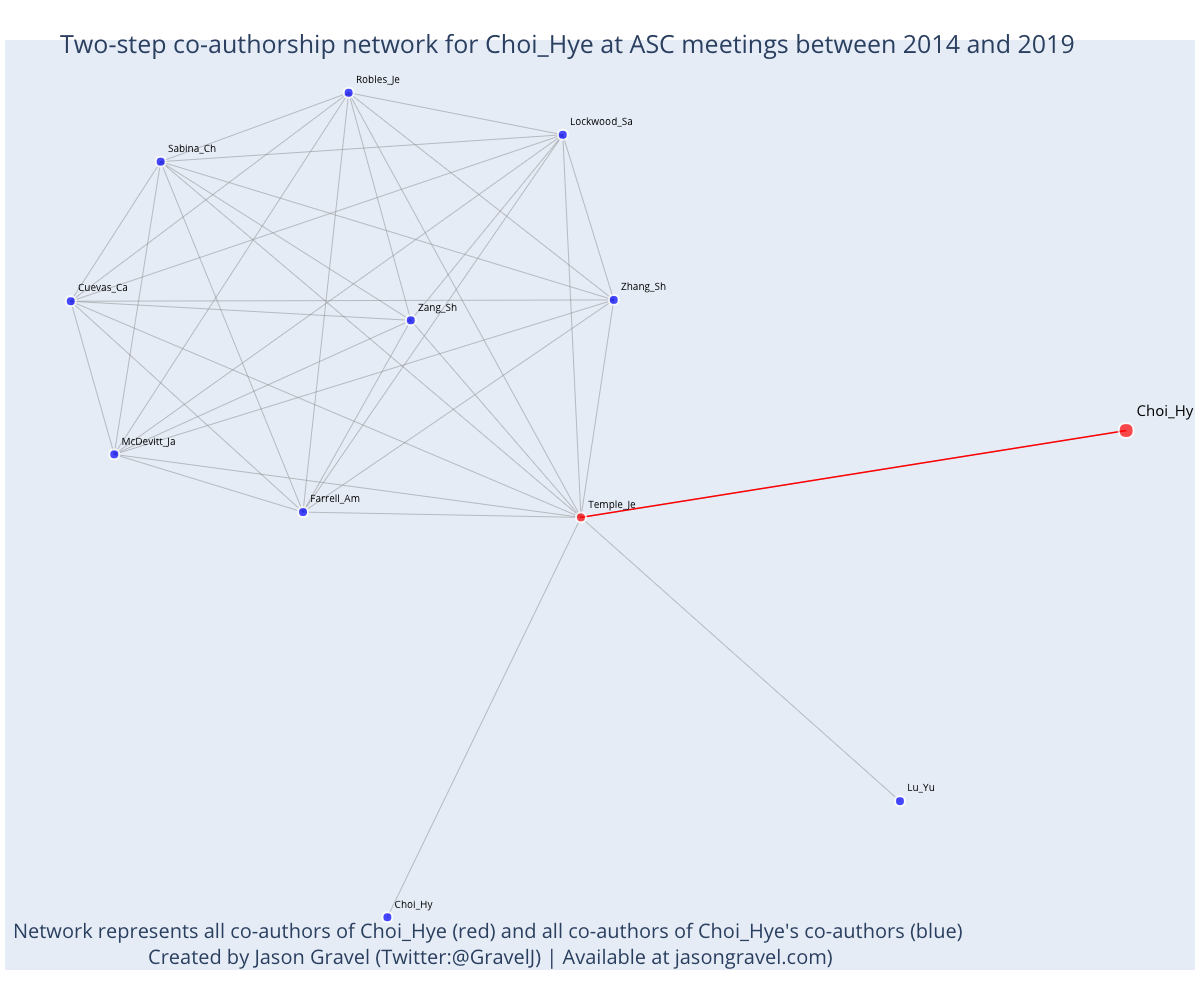 Two-step co-authorship network for Choi_Hye at ASC meetings between 2014 and 2019
Robles_Je
Lockwood_Sa
Sabina_Ch
Cuevas_Ca
Zhang_Sh
Zang_Sh
Choi_Hy
McDevitt_Ja
Farrell_Am
Temple_Je
Lu_Yu
Choi_Hy
Network represents all co-authors of Choi_Hye (red) and all co-authors of Choi_Hye's co-authors (blue)
Created by Jason Gravel (Twitter:@GravelJ) | Available at jasongravel.com)